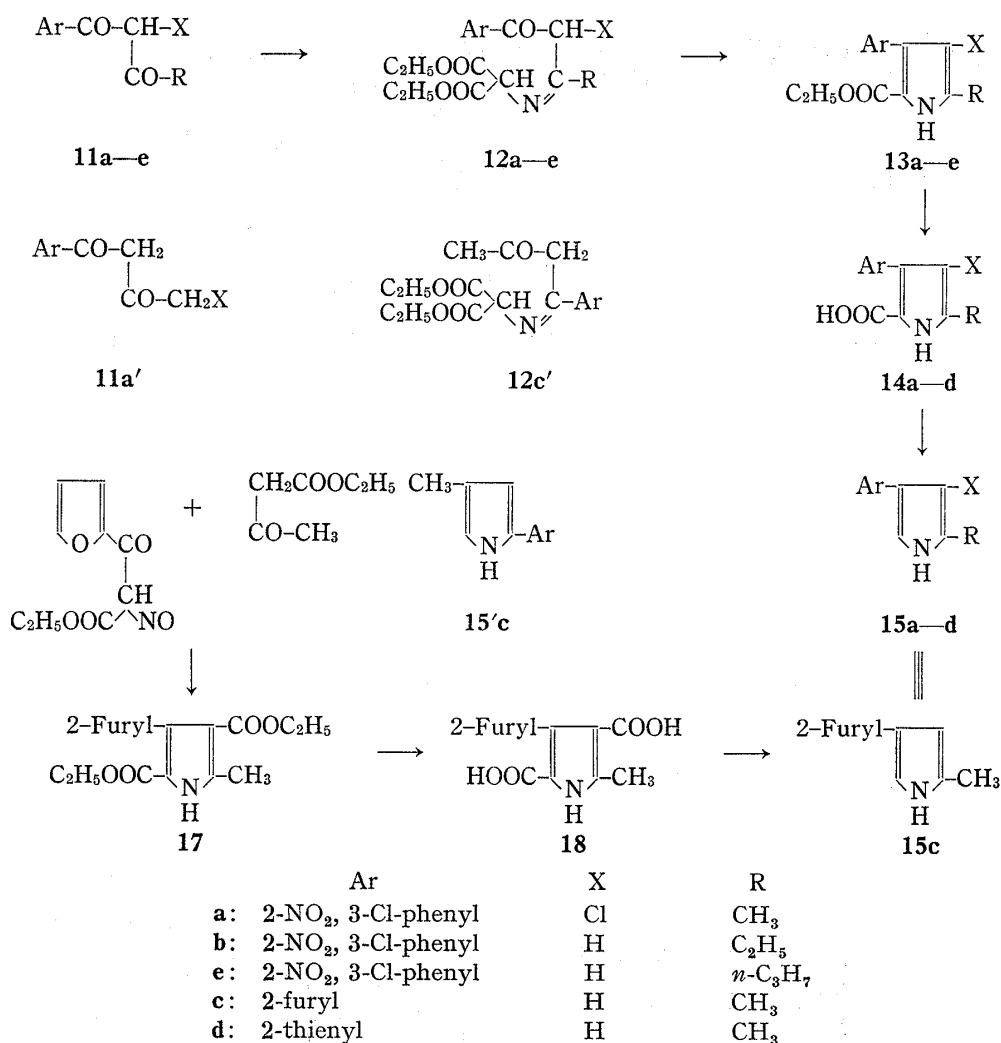 Ar–CO–CH–X
CO–R
11a—e
Ar–CO–CH–X
C₂H₅OOC
C₂H₅OOC
CH C–R
N
12a—e
Ar X
C₂H₅OOC N R
H
13a—e
Ar–CO–CH₂
CO–CH₂X
11a′
CH₃–CO–CH₂
C₂H₅OOC
C₂H₅OOC
CH C–Ar
N
12c′
Ar X
HOOC N R
H
14a—d
O CO
CH
C₂H₅OOC NO
+
CH₂COOC₂H₅
CO–CH₃
CH₃
N Ar
H
15′c
Ar X
N R
H
15a—d
2–Furyl –COOC₂H₅
C₂H₅OOC N CH₃
H
17
2–Furyl –COOH
HOOC N CH₃
H
18
2–Furyl
N CH₃
H
15c
Ar X R
a: 2-NO₂, 3-Cl-phenyl Cl CH₃
b: 2-NO₂, 3-Cl-phenyl H C₂H₅
e: 2-NO₂, 3-Cl-phenyl H n-C₃H₇
c: 2-furyl H CH₃
d: 2-thienyl H CH₃